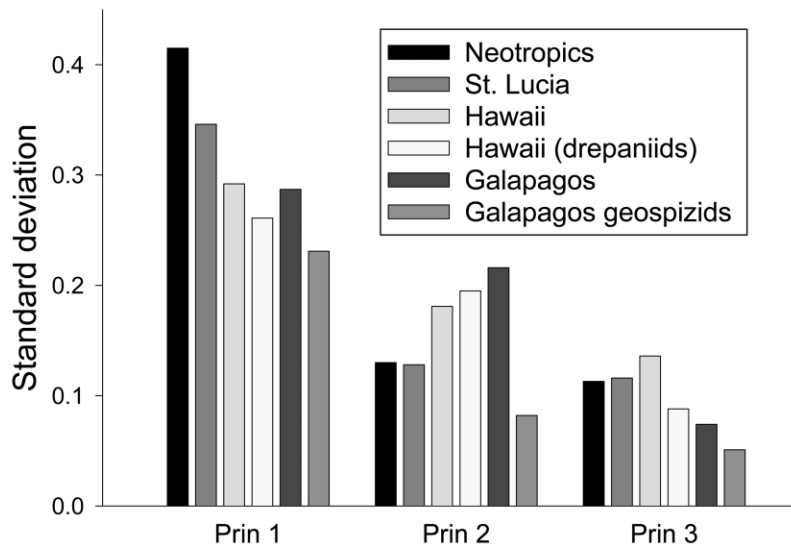 Standard deviation
0.4
0.3
0.2
0.1
0.0
Neotropics
St. Lucia
Hawaii
Hawaii (drepaniids)
Galapagos
Galapagos geospizids
Prin 1
Prin 2
Prin 3